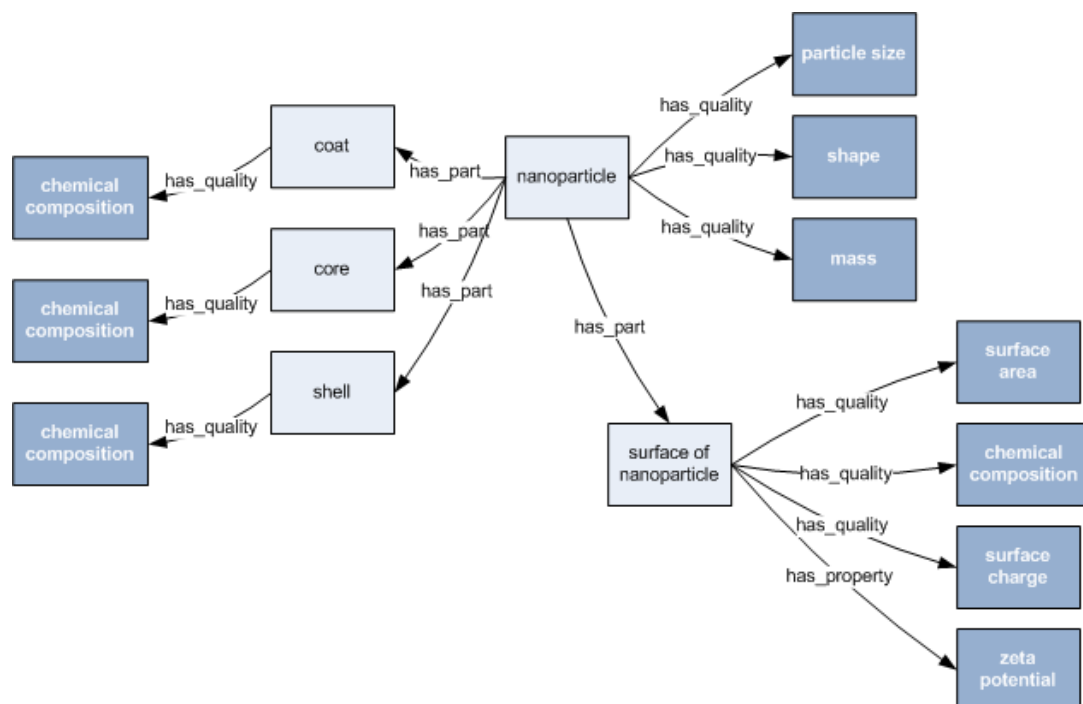 particle size
has_quality
coat
has_quality
shape
nanoparticle
has_part
has_quality
chemical
composition
has_quality
mass
has_part
core
has_quality
chemical
composition
has_part
has_part
surface
area
shell
has_quality
has_quality
chemical
composition
surface of
nanoparticle
chemical
composition
has_quality
has_quality
surface
charge
has_property
zeta
potential